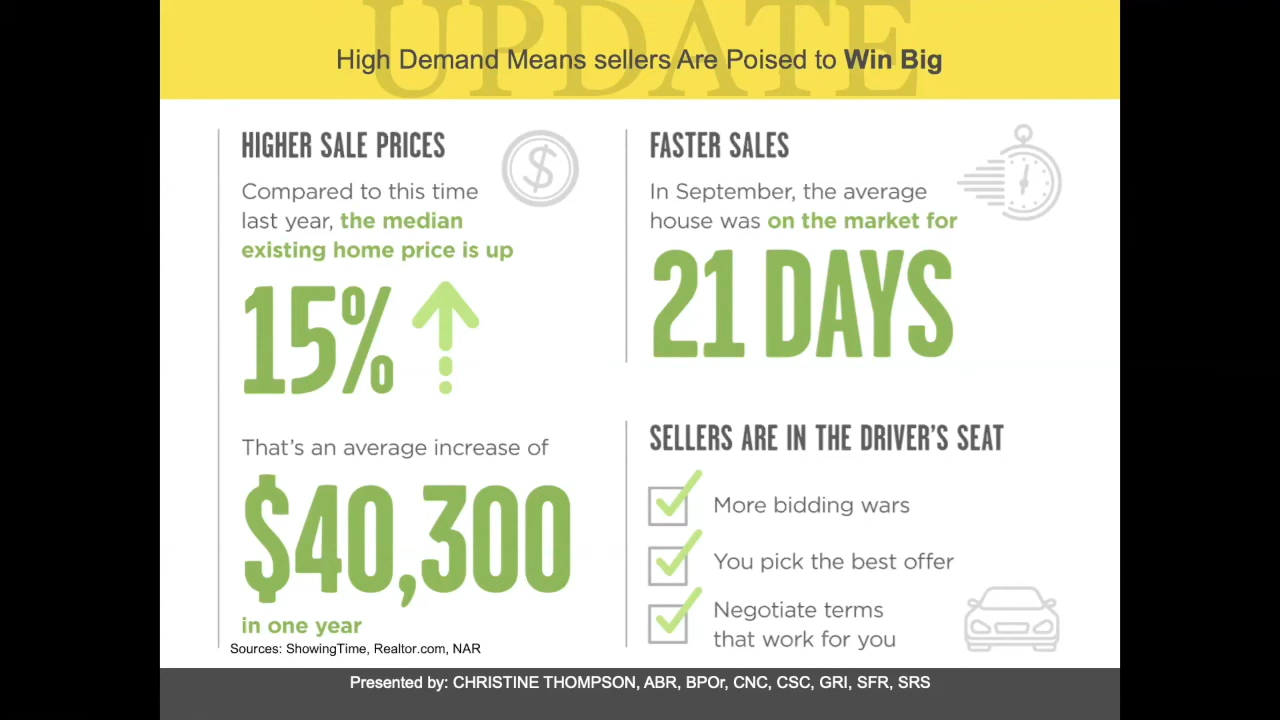 UPDATE
High Demand Means sellers Are Poised to Win Big
HIGHER SALE PRICES
$
Compared to this time
last year, the median
existing home price is up
15%
That's an average increase of
$40,300
in one year
Sources: ShowingTime, Realtor.com, NAR
FASTER SALES
In September, the average
house was on the market for
21 DAYS
SELLERS ARE IN THE DRIVER'S SEAT
More bidding wars
You pick the best offer
Negotiate terms
that work for you
Presented by: CHRISTINE THOMPSON, ABR, BPOr, CNC, CSC, GRI, SFR, SRS